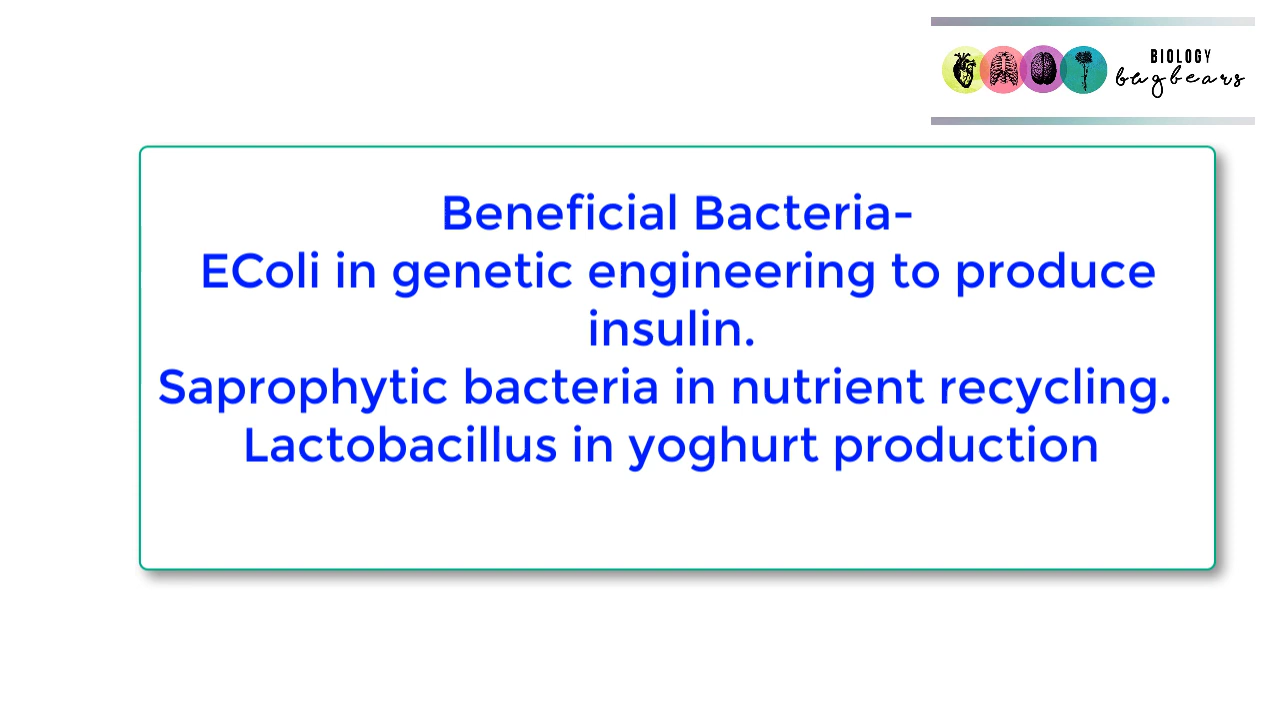 BIOLOGY
bugbears
Beneficial Bacteria-
EColi in genetic engineering to produce
insulin.
Saprophytic bacteria in nutrient recycling.
Lactobacillus in yoghurt production